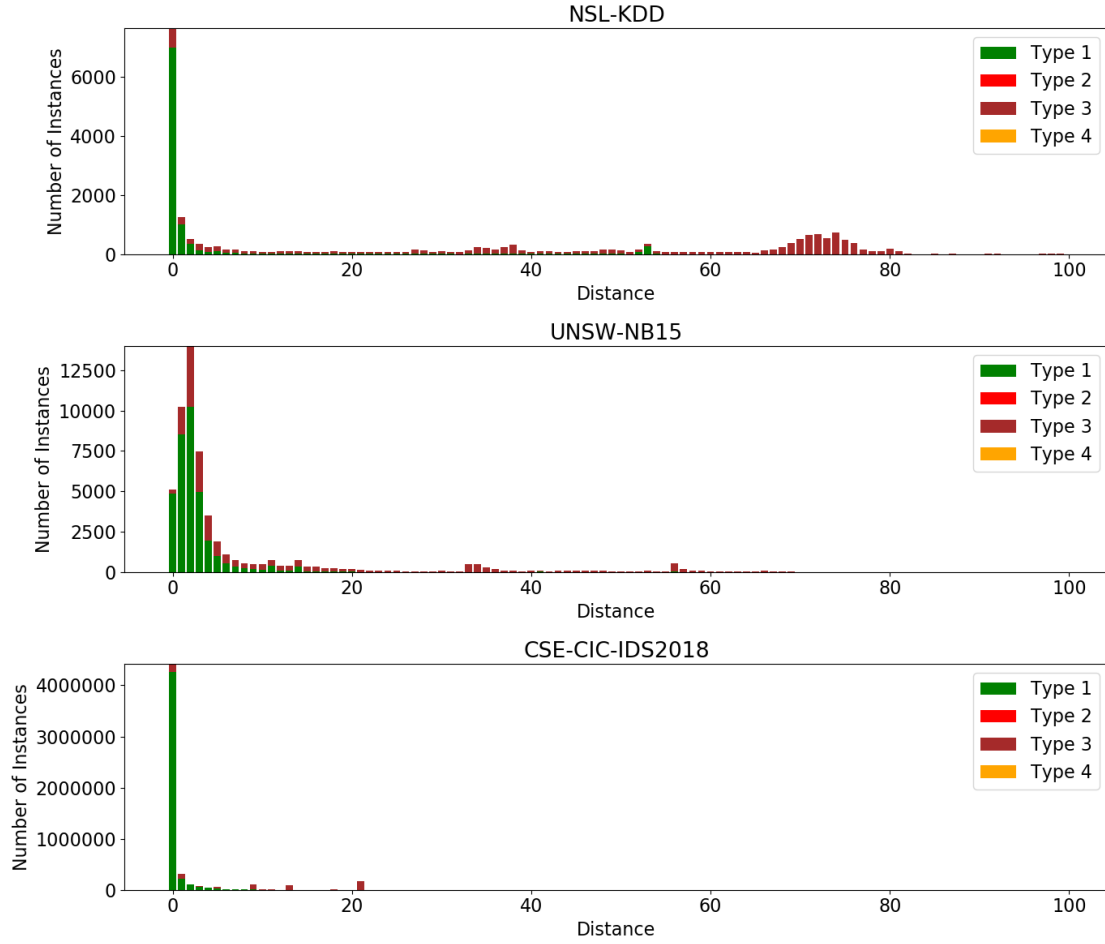 NSL-KDD
Number of Instances
6000
4000
2000
0
Type 1
Type 2
Type 3
Type 4
0 20 40 60 80 100
Distance
UNSW-NB15
Number of Instances
12500
10000
7500
5000
2500
0
Type 1
Type 2
Type 3
Type 4
0 20 40 60 80 100
Distance
CSE-CIC-IDS2018
Number of Instances
4000000
3000000
2000000
1000000
0
Type 1
Type 2
Type 3
Type 4
0 20 40 60 80 100
Distance